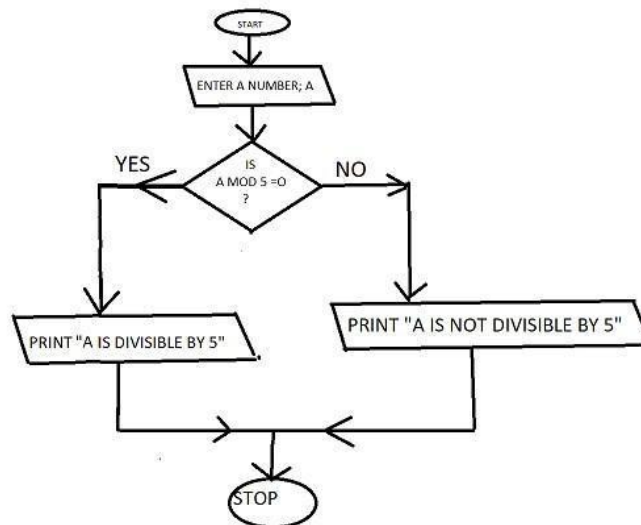 START
ENTER A NUMBER; A
YES
IS
A MOD 5 =O
?
NO
PRINT "A IS DIVISIBLE BY 5"
PRINT "A IS NOT DIVISIBLE BY 5"
STOP